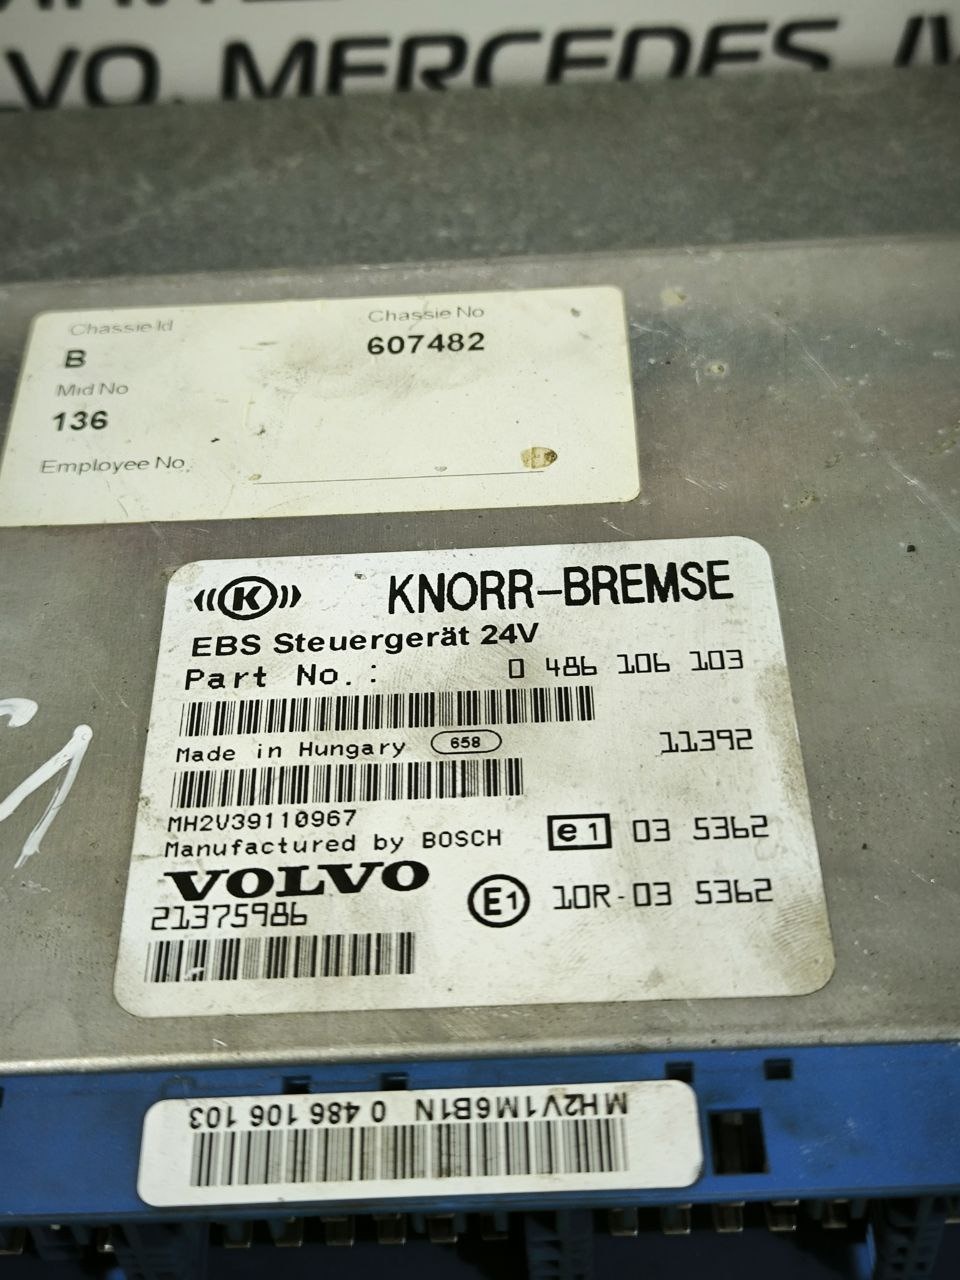 VOLVO, MERCEDES,
Chassie Id
Chassie No
B
607482
Mid No
136
Employee No.
((K)) KNORR-BREMSE
EBS Steuergerät 24V
Part No.: 0 486 106 103
Made in Hungary 658 11392
MH2V39110967
Manufactured by BOSCH e1 03 5362
VOLVO
21375986
E1 10R-03 5362
MH2V1M6B1N 0 486 106 103